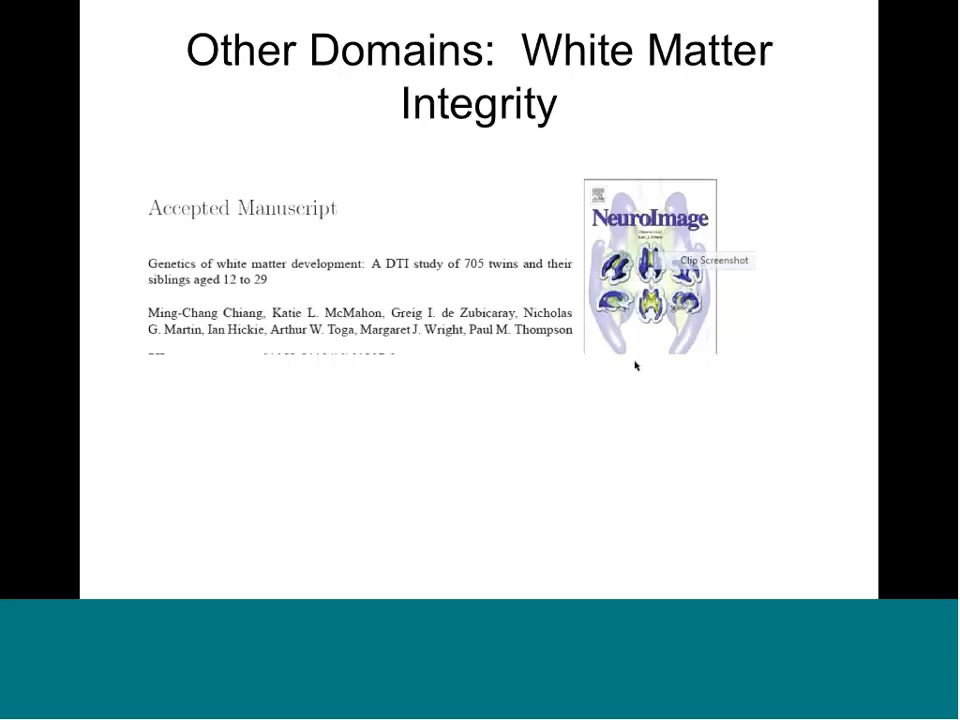 Other Domains: White Matter
Integrity
Accepted Manuscript
NeuroImage
Clip Screenshot
Genetics of white matter development: A DTI study of 705 twins and their
siblings aged 12 to 29
Ming-Chang Chiang, Katie L. McMahon, Greig I. de Zubicaray, Nicholas
G. Martin, Ian Hickie, Arthur W. Toga, Margaret J. Wright, Paul M. Thompson